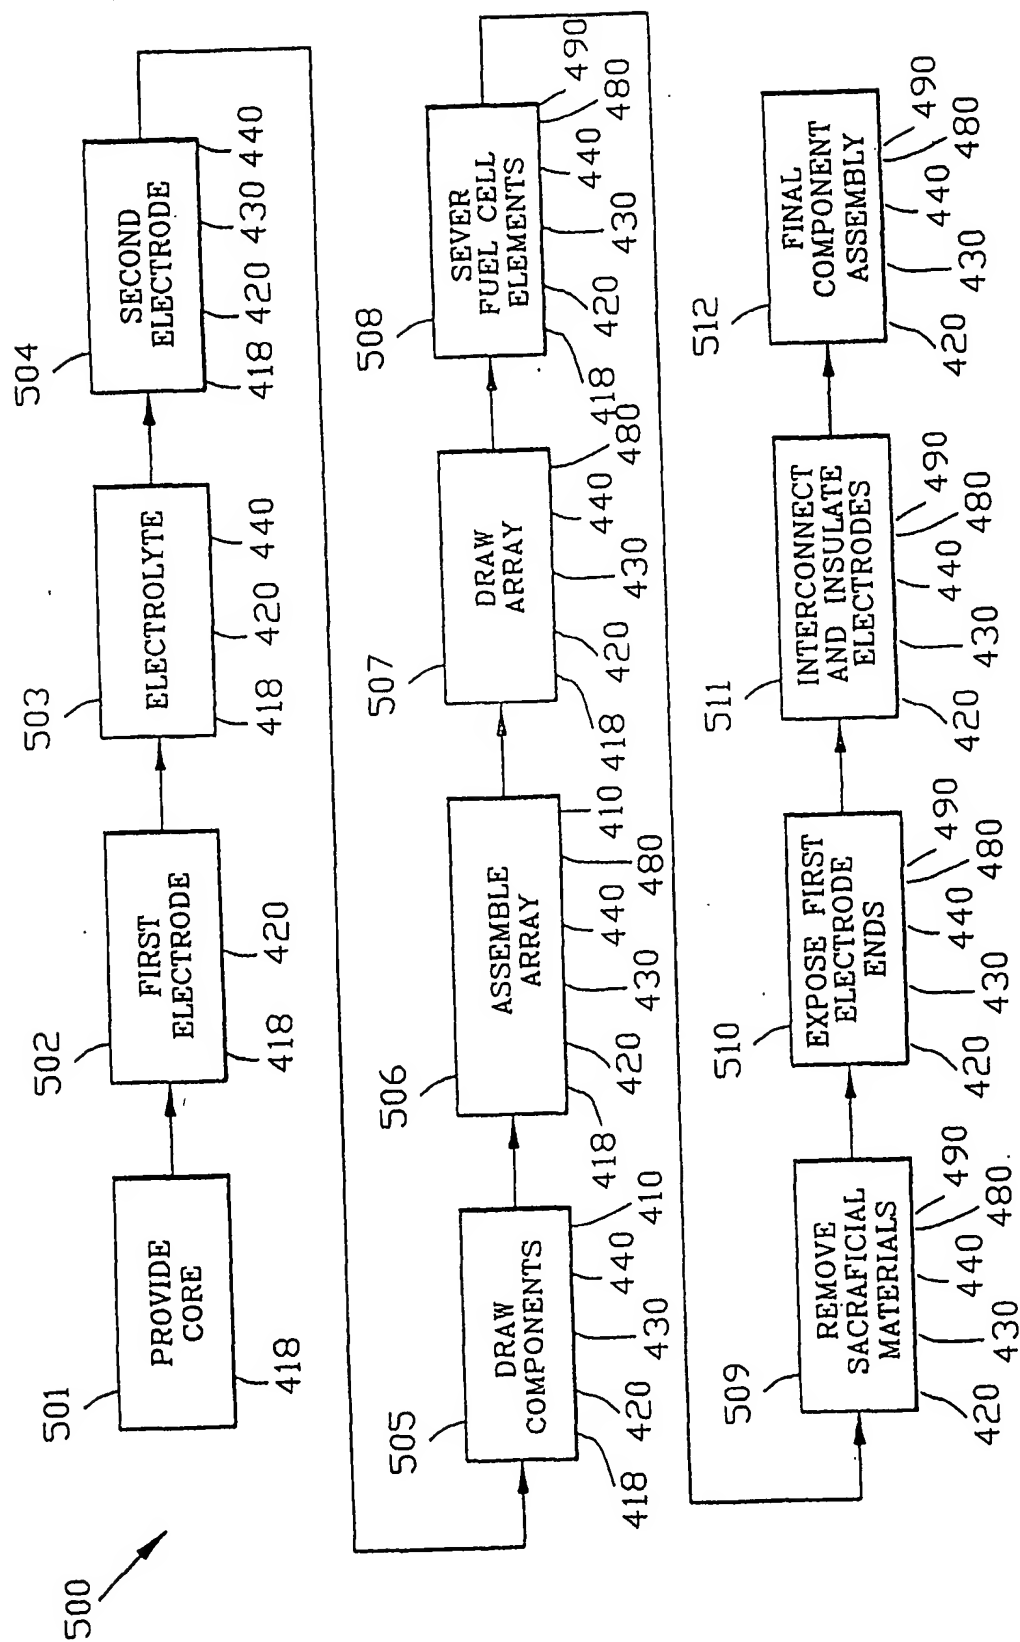 500
501
PROVIDE
CORE
418
502
FIRST
ELECTRODE
418
420
503
ELECTROLYTE
418
420
440
504
SECOND
ELECTRODE
418
420
430
440
505
DRAW
COMPONENTS
418
420
430
440
410
506
ASSEMBLE
ARRAY
418
420
430
440
480
410
507
DRAW
ARRAY
418
420
430
440
480
508
SEVER
FUEL CELL
ELEMENTS
418
420
430
440
480
490
509
REMOVE
SACRAFICIAL
MATERIALS
420
430
440
480
490
510
EXPOSE FIRST
ELECTRODE
ENDS
420
430
440
480
490
511
INTERCONNECT
AND INSULATE
ELECTRODES
420
430
440
480
490
512
FINAL
COMPONENT
ASSEMBLY
420
430
440
480
490